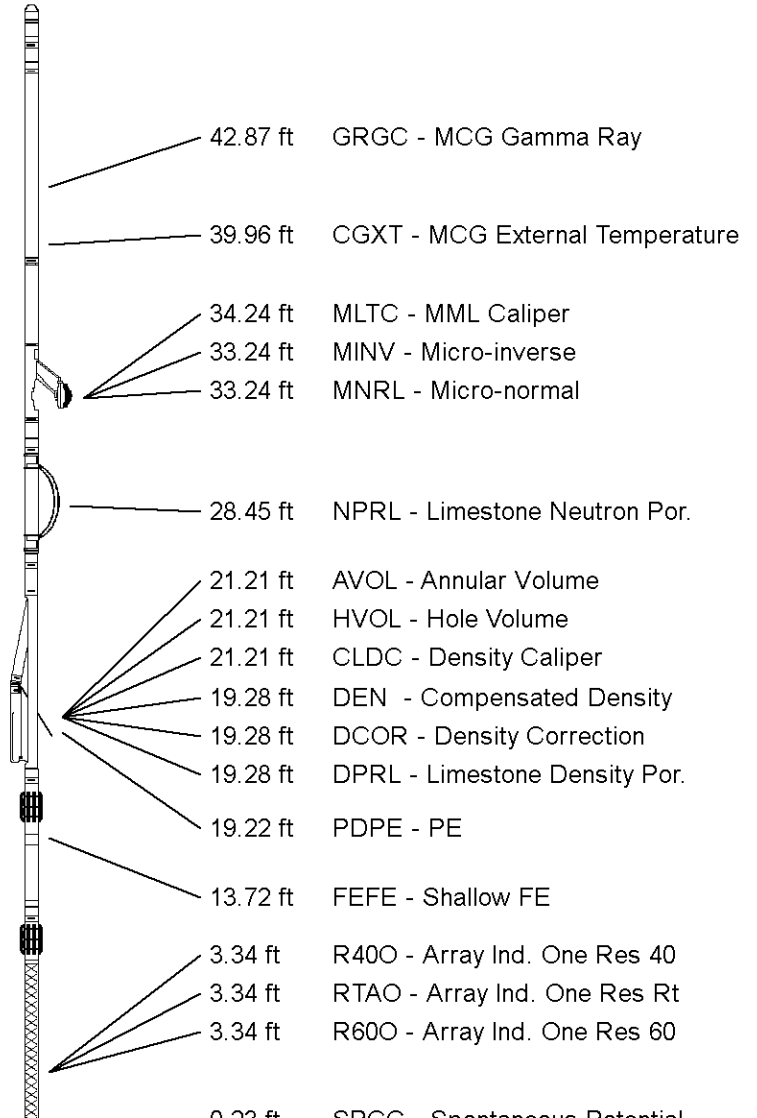 42.87 ft GRGC - MCG Gamma Ray
39.96 ft CGXT - MCG External Temperature
34.24 ft MLTC - MML Caliper
33.24 ft MINV - Micro-inverse
33.24 ft MNRL - Micro-normal
28.45 ft NPRL - Limestone Neutron Por.
21.21 ft AVOL - Annular Volume
21.21 ft HVOL - Hole Volume
21.21 ft CLDC - Density Caliper
19.28 ft DEN - Compensated Density
19.28 ft DCOR - Density Correction
19.28 ft DPRL - Limestone Density Por.
19.22 ft PDPE - PE
13.72 ft FEFE - Shallow FE
3.34 ft R40O - Array Ind. One Res 40
3.34 ft RTAO - Array Ind. One Res Rt
3.34 ft R60O - Array Ind. One Res 60
0.23 ft SPCG - Spontaneous Potential